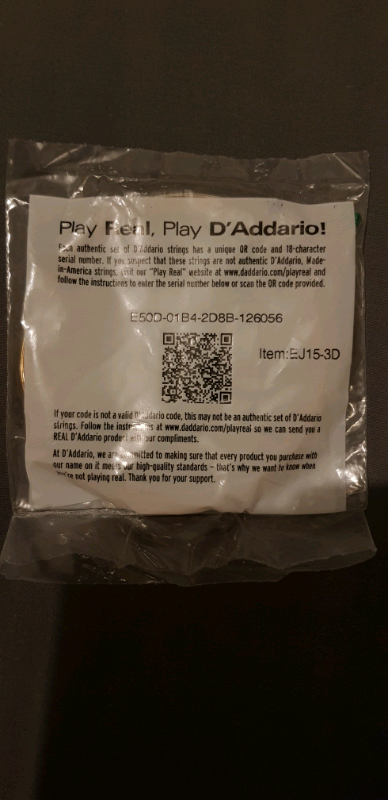 Play Real, Play D'Addario!
Each authentic set of D'Addario strings has a unique QR code and 18-character
serial number. If you suspect that these strings are not authentic D'Addario, Made-
in-America strings, visit our "Play Real" website at www.daddario.com/playreal and
follow the instructions to enter the serial number below or scan the QR code provided.
E50D-01B4-2D8B-126056
Item:EJ15-3D
If your code is not a valid D'Addario code, this may not be an authentic set of D'Addario
strings. Follow the instructions at www.daddario.com/playreal so we can send you a
REAL D'Addario product with our compliments.
At D'Addario, we are committed to making sure that every product you purchase with
our name on it meets our high-quality standards – that's why we want to know when
you're not playing real. Thank you for your support.